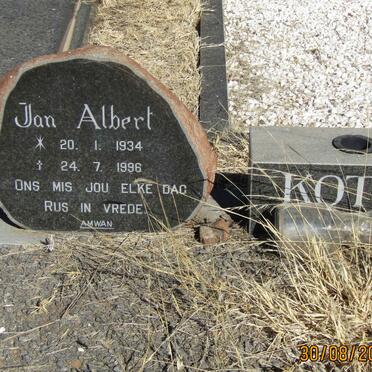 Jan Albert
* 20. 1. 1934
† 24. 7. 1996
ONS MIS JOU ELKE DAG
RUS IN VREDE.
AMWAN
KOT
30/08/20